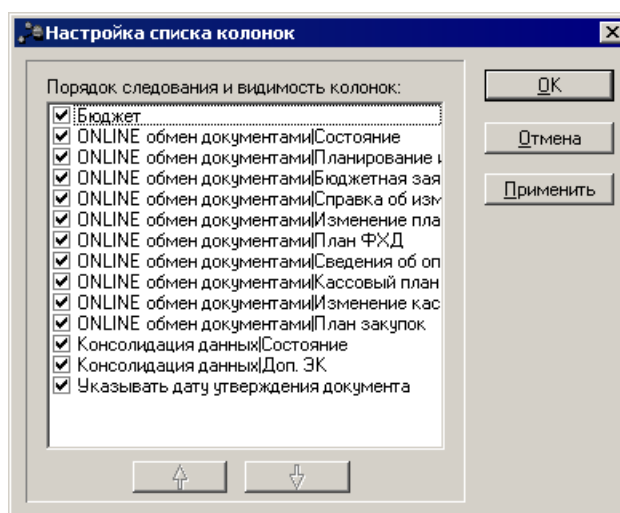 Настройка списка колонок
Порядок следования и видимость колонок:
Бюджет
ONLINE обмен документами|Состояние
ONLINE обмен документами|Планирование и
ONLINE обмен документами|Бюджетная зая
ONLINE обмен документами|Справка об изм
ONLINE обмен документами|Изменение пла
ONLINE обмен документами|План ФХД
ONLINE обмен документами|Сведения об оп
ONLINE обмен документами|Кассовый план
ONLINE обмен документами|Изменение кас
ONLINE обмен документами|План закупок
Консолидация данных|Состояние
Консолидация данных|Доп. ЭК
Указывать дату утверждения документа
OK
Отмена
Применить